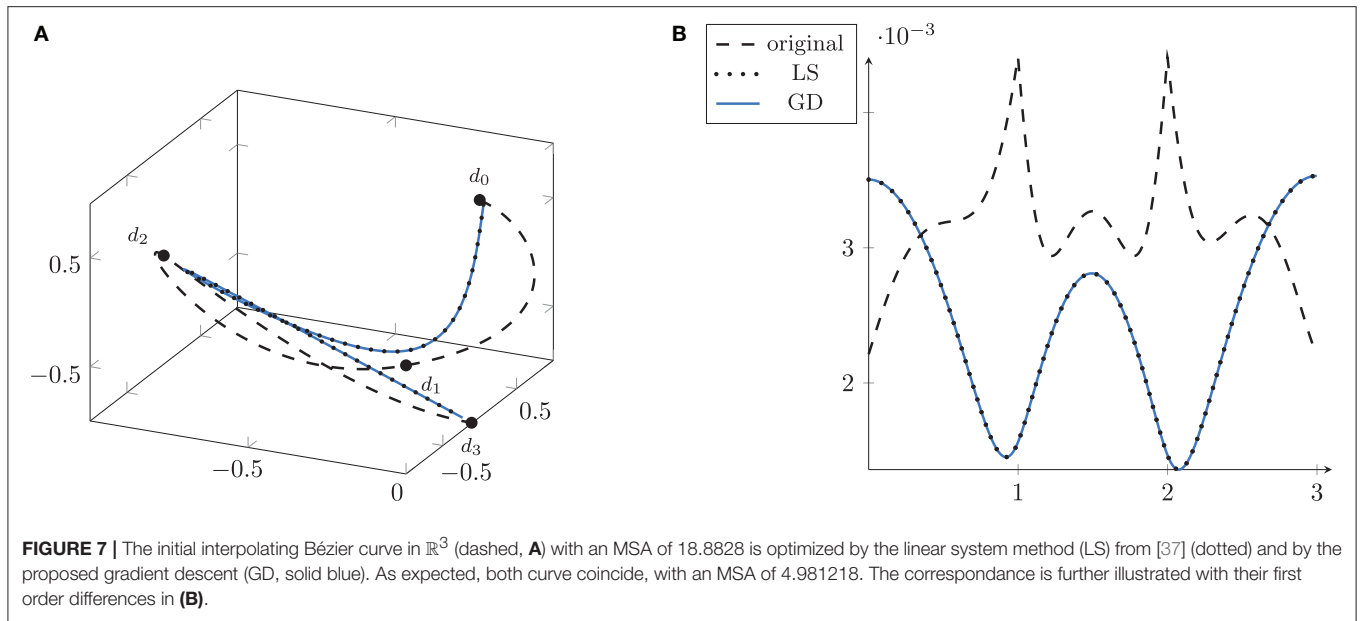 A
d0
d2
d1
d3
0.5
−0.5
−0.5
0
−0.5
0.5
B
original
LS
GD
·10−3
3
2
1
2
3
FIGURE 7 | The initial interpolating Bézier curve in ℝ3 (dashed, A) with an MSA of 18.8828 is optimized by the linear system method (LS) from [37] (dotted) and by the
proposed gradient descent (GD, solid blue). As expected, both curve coincide, with an MSA of 4.981218. The correspondance is further illustrated with their first
order differences in (B).